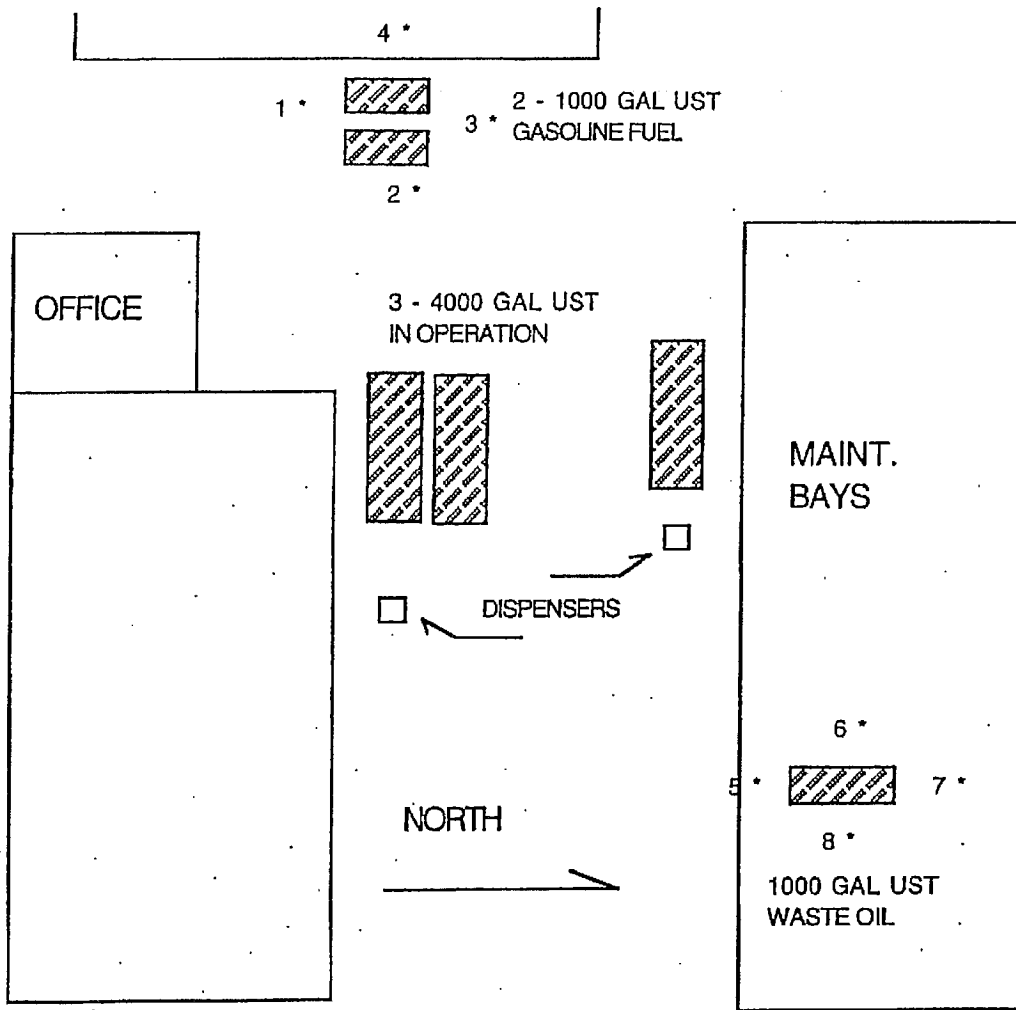 4 *
1 *
2 - 1000 GAL UST
3 *
GASOLINE FUEL
2 *
OFFICE
3 - 4000 GAL UST
IN OPERATION
MAINT.
BAYS
DISPENSERS
6 *
5 *
7 *
NORTH
8 *
1000 GAL UST
WASTE OIL